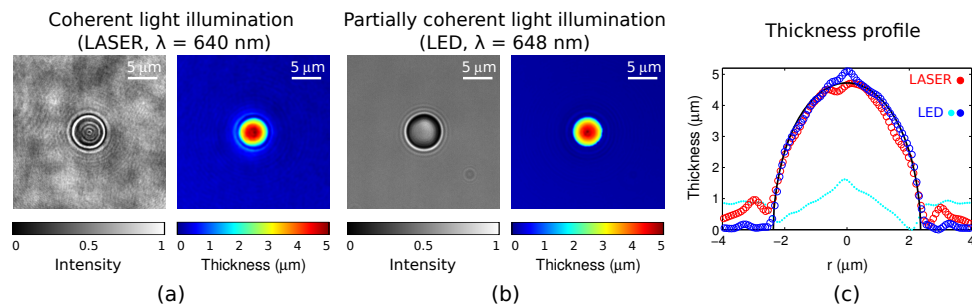 Coherent light illumination
(LASER, λ = 640 nm)
5 μm
5 μm
0 0.5 1
Intensity
0 1 2 3 4 5
Thickness (μm)
(a)
Partially coherent light illumination
(LED, λ = 648 nm)
5 μm
5 μm
0 0.5 1
Intensity
0 1 2 3 4 5
Thickness (μm)
(b)
Thickness profile
LASER
LED
Thickness (μm)
5
4
3
2
1
0
−4 −2 0 2 4
r (μm)
(c)